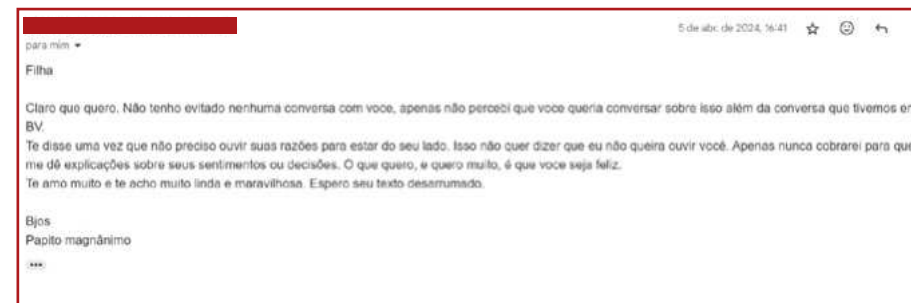 5 de abr. de 2024, 16:41
para mim
Filha
Claro que quero. Não tenho evitado nenhuma conversa com voce, apenas não percebi que voce queria conversar sobre isso além da conversa que tivemos
BV.
Te disse uma vez que não preciso ouvir suas razões para estar do seu lado. Isso não quer dizer que eu não queira ouvir você. Apenas nunca cobrarei para
me dê explicações sobre seus sentimentos ou decisões. O que quero, e quero muito, é que voce seja feliz.
Te amo muito e te acho muito linda e maravilhosa. Espero seu texto desarrumado.
Bjos
Papito magnânimo